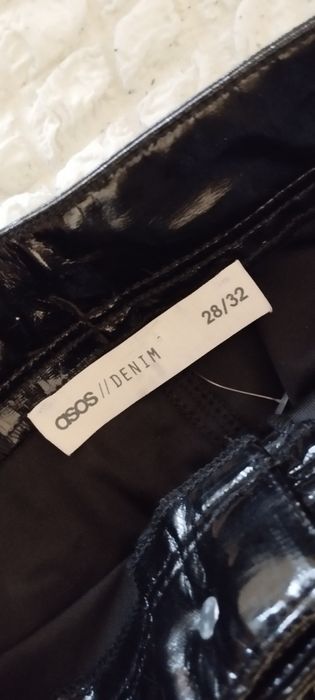 asos // DENIM 28/32